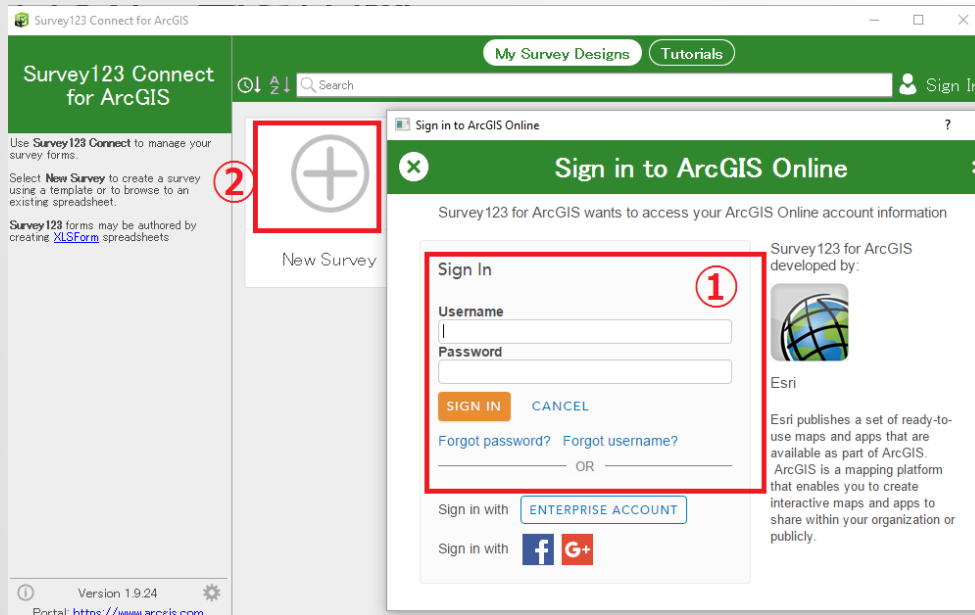 Survey123 Connect for ArcGIS
My Survey Designs
Tutorials
Survey123 Connect
for ArcGIS
A
Z
Search
Sign In
Use Survey123 Connect to manage your
survey forms.
Select New Survey to create a survey
using a template or to browse to an
existing spreadsheet.
Survey123 forms may be authored by
creating XLSForm spreadsheets
②
New Survey
Sign in to ArcGIS Online
?
Sign in to ArcGIS Online
Survey123 for ArcGIS wants to access your ArcGIS Online account information
Sign In
①
Username
Password
SIGN IN
CANCEL
Forgot password?
Forgot username?
OR
Sign in with
ENTERPRISE ACCOUNT
Sign in with
f
G+
Survey123 for ArcGIS
developed by:
Esri
Esri publishes a set of ready-to-
use maps and apps that are
available as part of ArcGIS.
ArcGIS is a mapping platform
that enables you to create
interactive maps and apps to
share within your organization or
publicly.
Version 1.9.24
Portal: https://www.arcgis.com